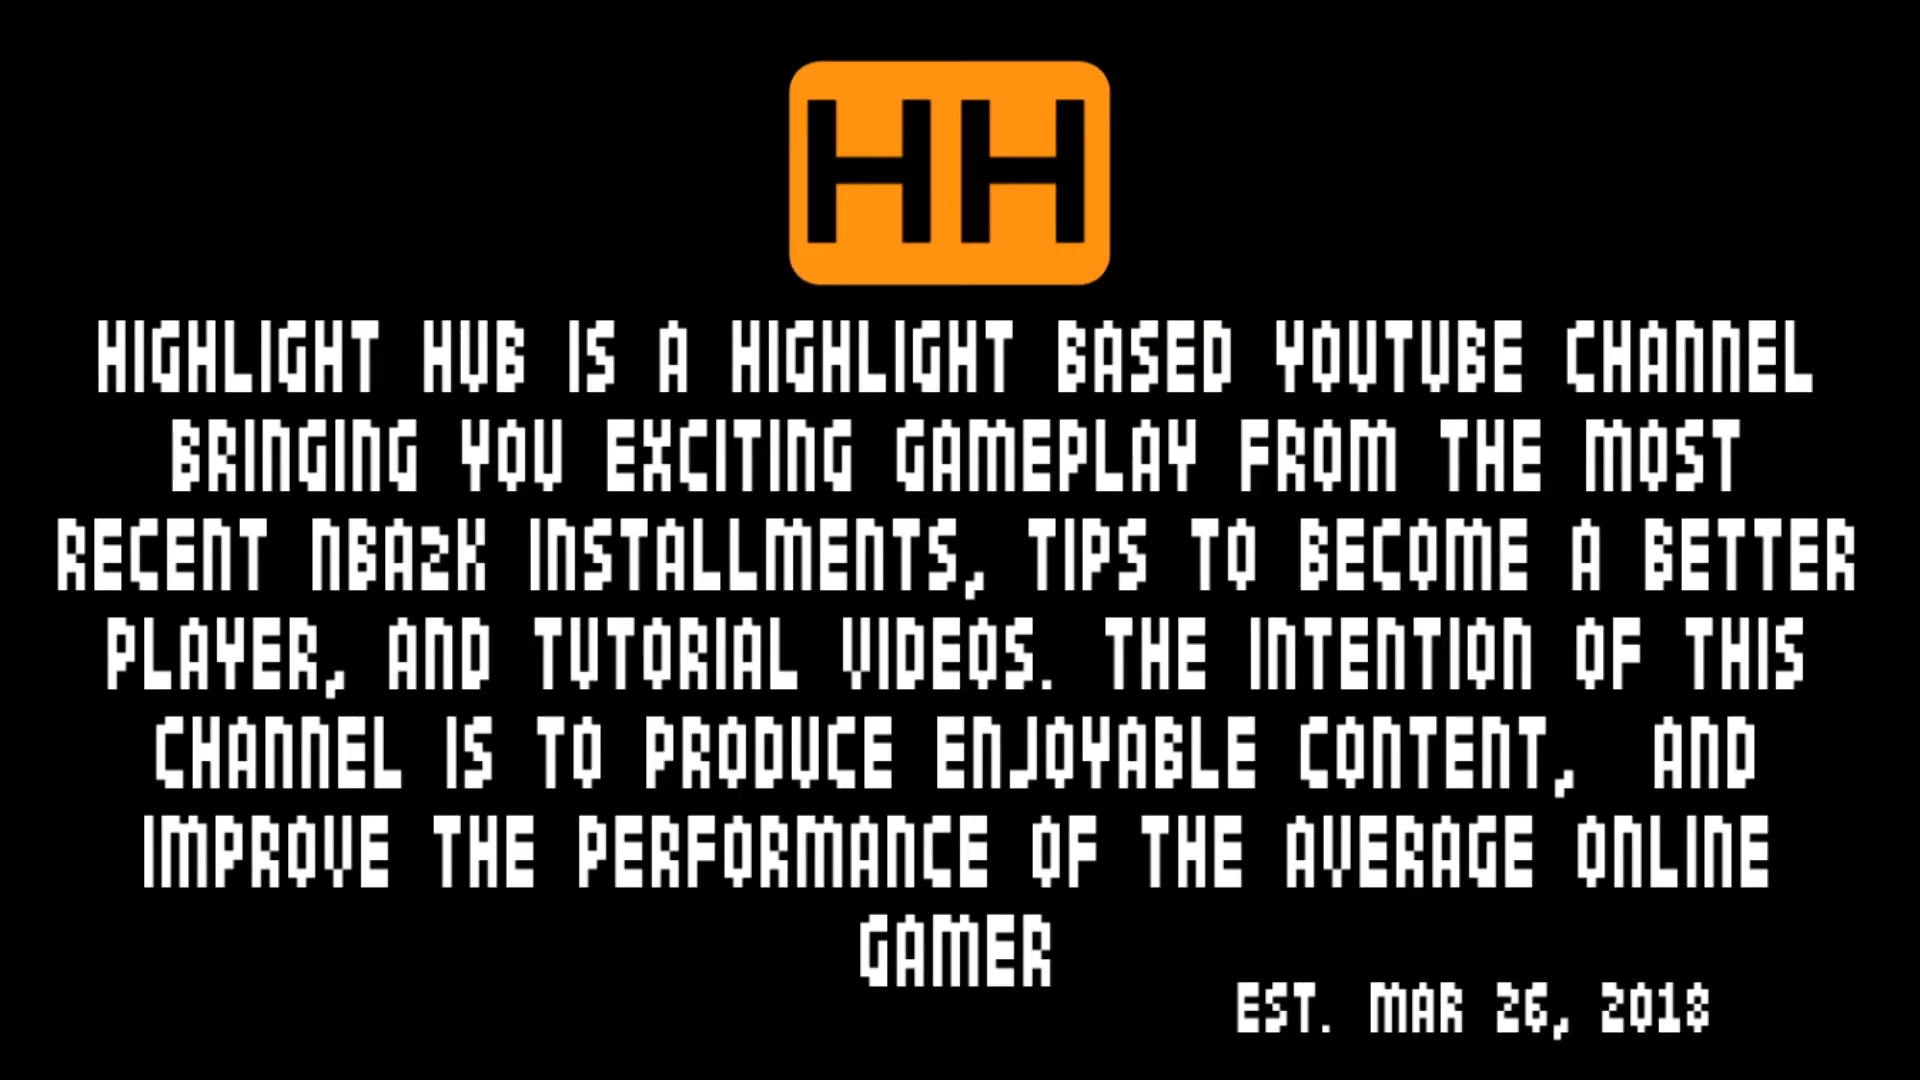 HH
HIGHLIGHT HUB IS A HIGHLIGHT BASED YOUTUBE CHANNEL
BRINGING YOU EXCITING GAMEPLAY FROM THE MOST
RECENT NBA2K INSTALLMENTS, TIPS TO BECOME A BETTER
PLAYER, AND TUTORIAL VIDEOS. THE INTENTION OF THIS
CHANNEL IS TO PRODUCE ENJOYABLE CONTENT, AND
IMPROVE THE PERFORMANCE OF THE AVERAGE ONLINE
GAMER
EST. MAR 26, 2018